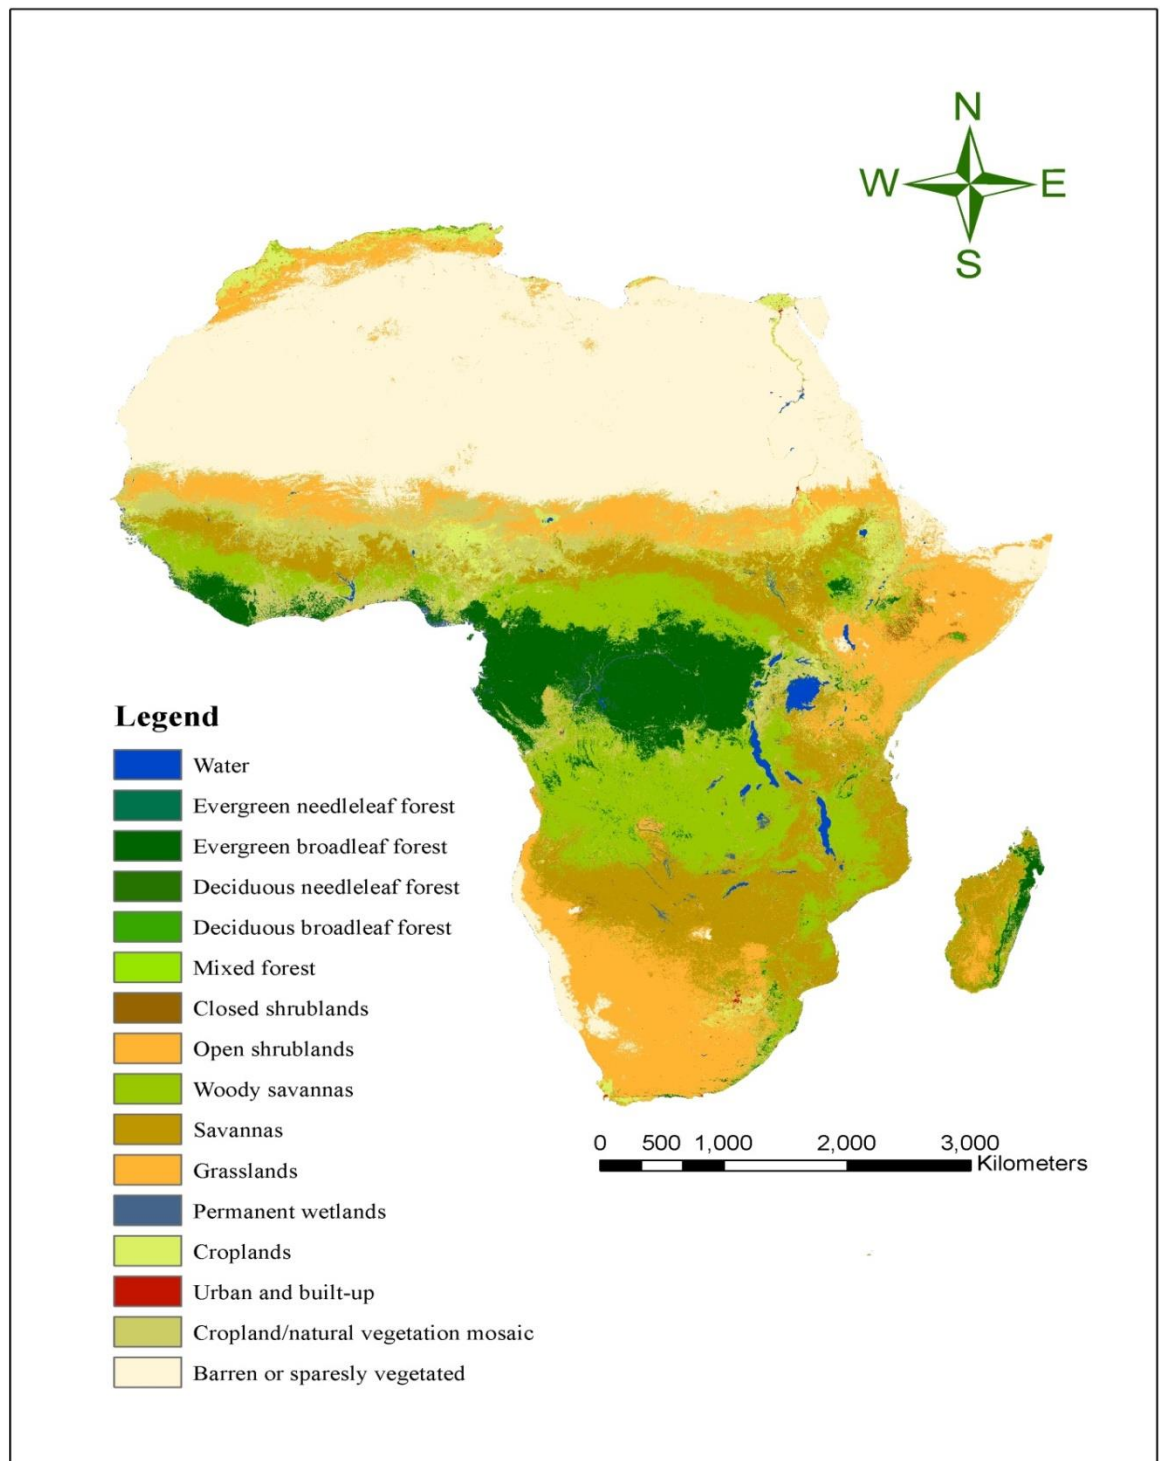 N
W E
S
Legend
Water
Evergreen needleleaf forest
Evergreen broadleaf forest
Deciduous needleleaf forest
Deciduous broadleaf forest
Mixed forest
Closed shrublands
Open shrublands
Woody savannas
Savannas
Grasslands
Permanent wetlands
Croplands
Urban and built-up
Cropland/natural vegetation mosaic
Barren or sparesly vegetated
0 500 1,000 2,000 3,000
Kilometers